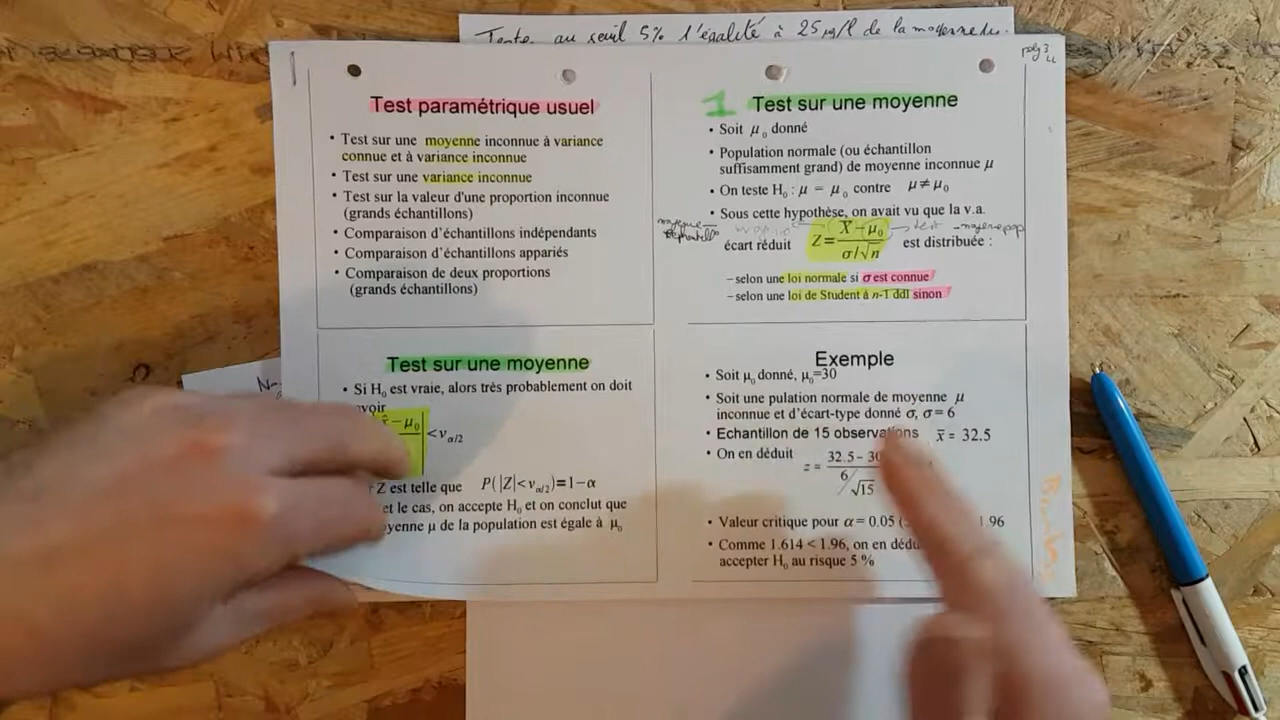 Teste au seuil 5% l'égalité à 25 µg/l de la moyenne du
poly 3
Test paramétrique usuel
• Test sur une moyenne inconnue à variance
connue et à variance inconnue
• Test sur une variance inconnue
• Test sur la valeur d'une proportion inconnue
(grands échantillons)
• Comparaison d'échantillons indépendants
• Comparaison d'échantillons appariés
• Comparaison de deux proportions
(grands échantillons)
1 Test sur une moyenne
• Soit μ₀ donné
• Population normale (ou échantillon
suffisamment grand) de moyenne inconnue μ
• On teste H₀ : μ = μ₀ contre μ≠μ₀
• Sous cette hypothèse, on avait vu que la v.a.
moyenne
échantillon
moyenne pop
écart réduit Z = (X̄ − μ₀) / (σ/√n) est distribuée :
– selon une loi normale si σ est connue
– selon une loi de Student à n-1 ddl sinon
Test sur une moyenne
• Si H₀ est vraie, alors très probablement on doit
avoir
− μ₀ | < v α/2
Z est telle que P(|Z|<v α/2)=1−α
et le cas, on accepte H₀ et on conclut que
moyenne μ de la population est égale à μ₀
Exemple
• Soit μ₀ donné, μ₀=30
• Soit une pulation normale de moyenne μ
inconnue et d'écart-type donné σ, σ = 6
• Echantillon de 15 observations x̄ = 32.5
• On en déduit z = (32.5 − 30) / (6/√15)
• Valeur critique pour α = 0.05 ( 1.96
• Comme 1.614 < 1.96, on en dédu
accepter H₀ au risque 5 %